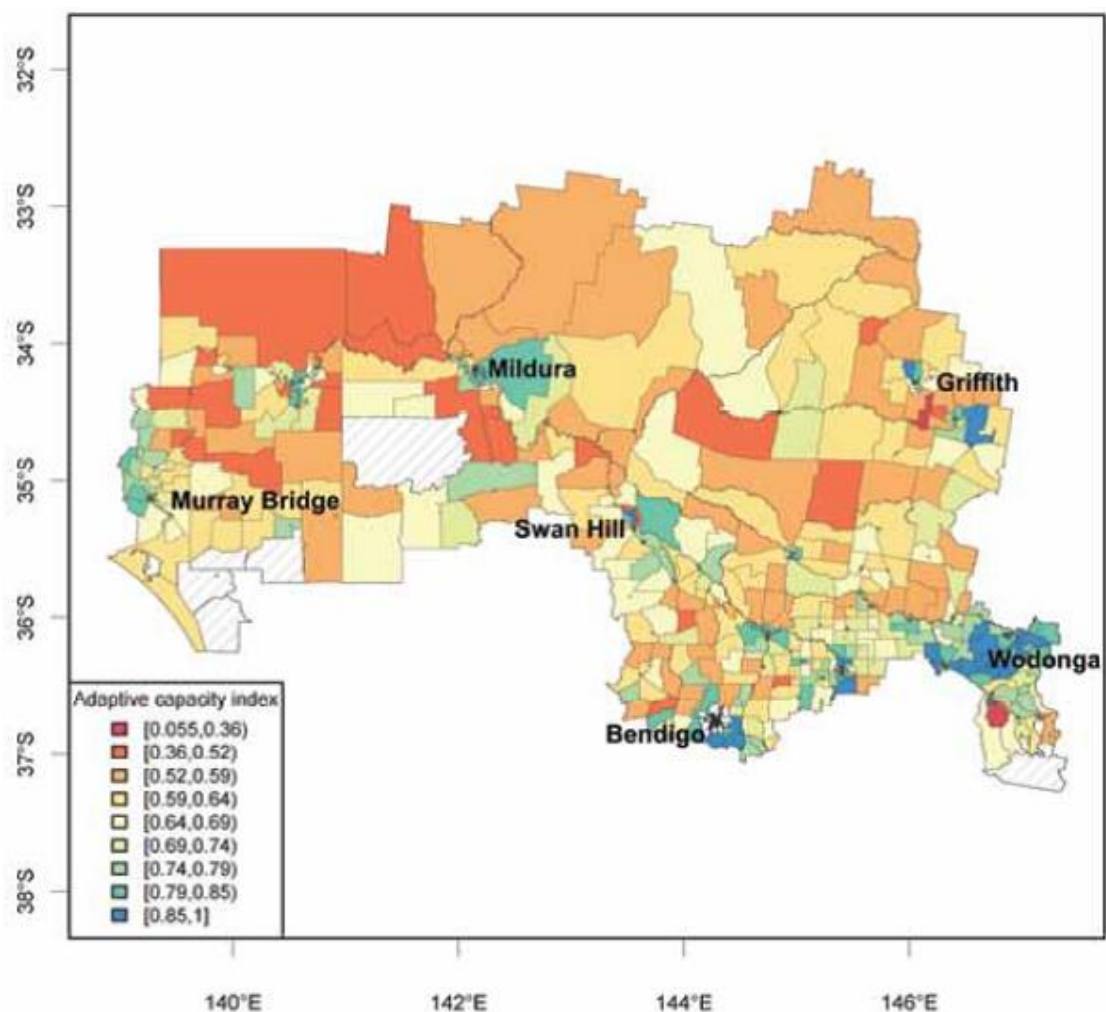 32°S
33°S
34°S
35°S
36°S
37°S
38°S
Mildura
Griffith
Murray Bridge
Swan Hill
Wodonga
Bendigo
Adaptive capacity index
[0.055,0.36)
[0.36,0.52)
[0.52,0.59)
[0.59,0.64)
[0.64,0.69)
[0.69,0.74)
[0.74,0.79)
[0.79,0.85)
[0.85,1]
140°E
142°E
144°E
146°E